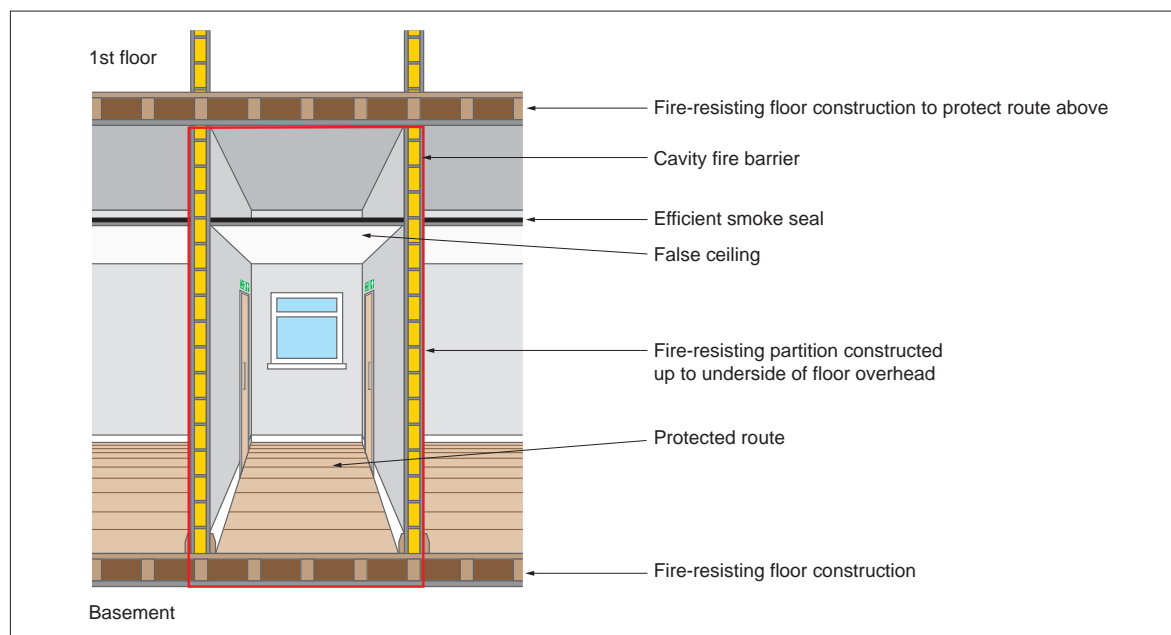 1st floor
Fire-resisting floor construction to protect route above
Cavity fire barrier
Efficient smoke seal
False ceiling
Fire-resisting partition constructed
up to underside of floor overhead
Protected route
Fire-resisting floor construction
Basement